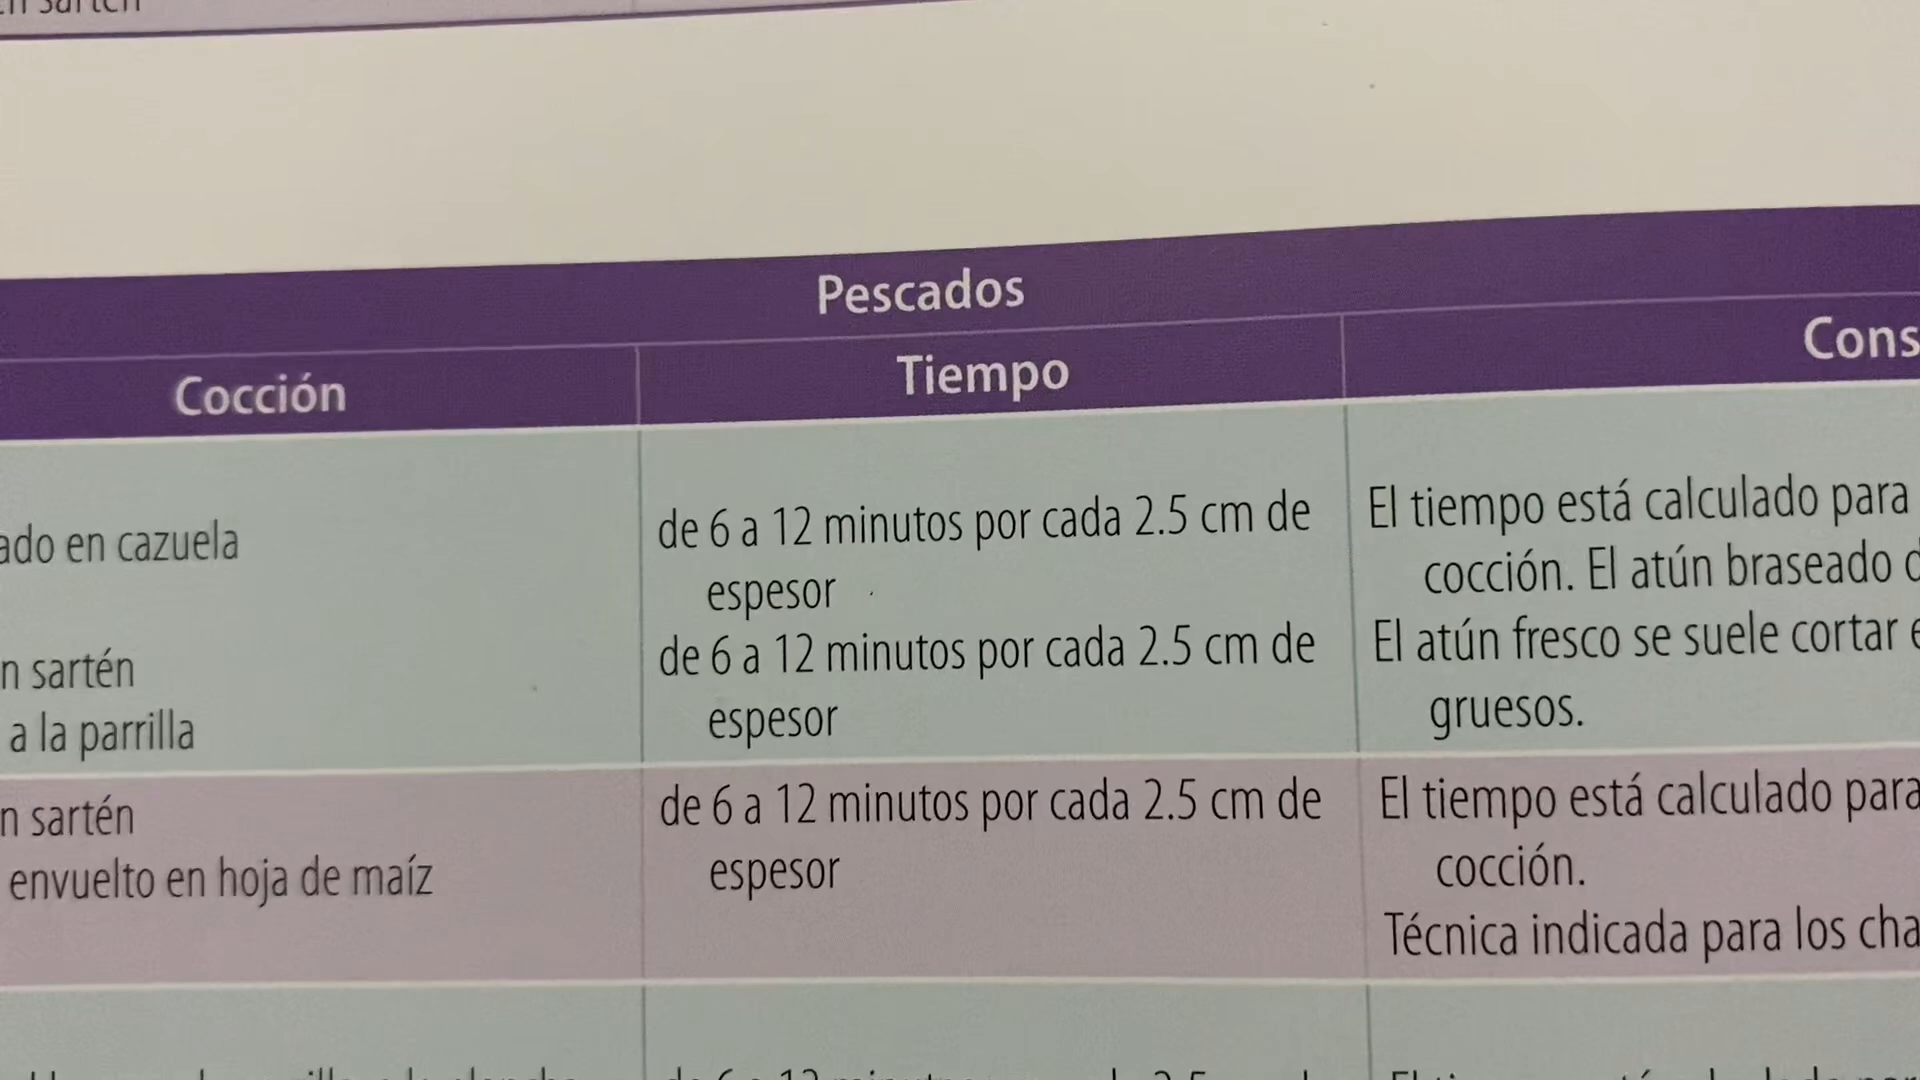 sartén
Pescados
Cocción
Tiempo
en cazuela
de 6 a 12 minutos por cada 2.5 cm de
espesor
El tiempo está calculado para
cocción. El atún braseado
sartén
a la parrilla
de 6 a 12 minutos por cada 2.5 cm de
espesor
El atún fresco se suele cortar
gruesos.
sartén
envuelto en hoja de maíz
de 6 a 12 minutos por cada 2.5 cm de
espesor
El tiempo está calculado para
cocción.
Técnica indicada para los